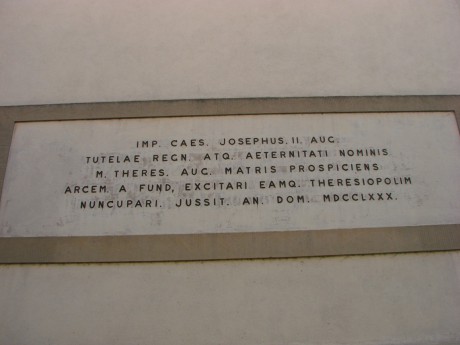 IMP. CAES. JOSEPHUS. II. AUG.
TUTELAE REGN. ATQ. AETERNITATI NOMINIS
M. THERES. AUG. MATRIS PROSPICIENS
ARCEM A FUND, EXCITARI EAMQ. THERESIOPOLIM
NUNCUPARI. JUSSIT. AN. DOM. MDCCLXXX.